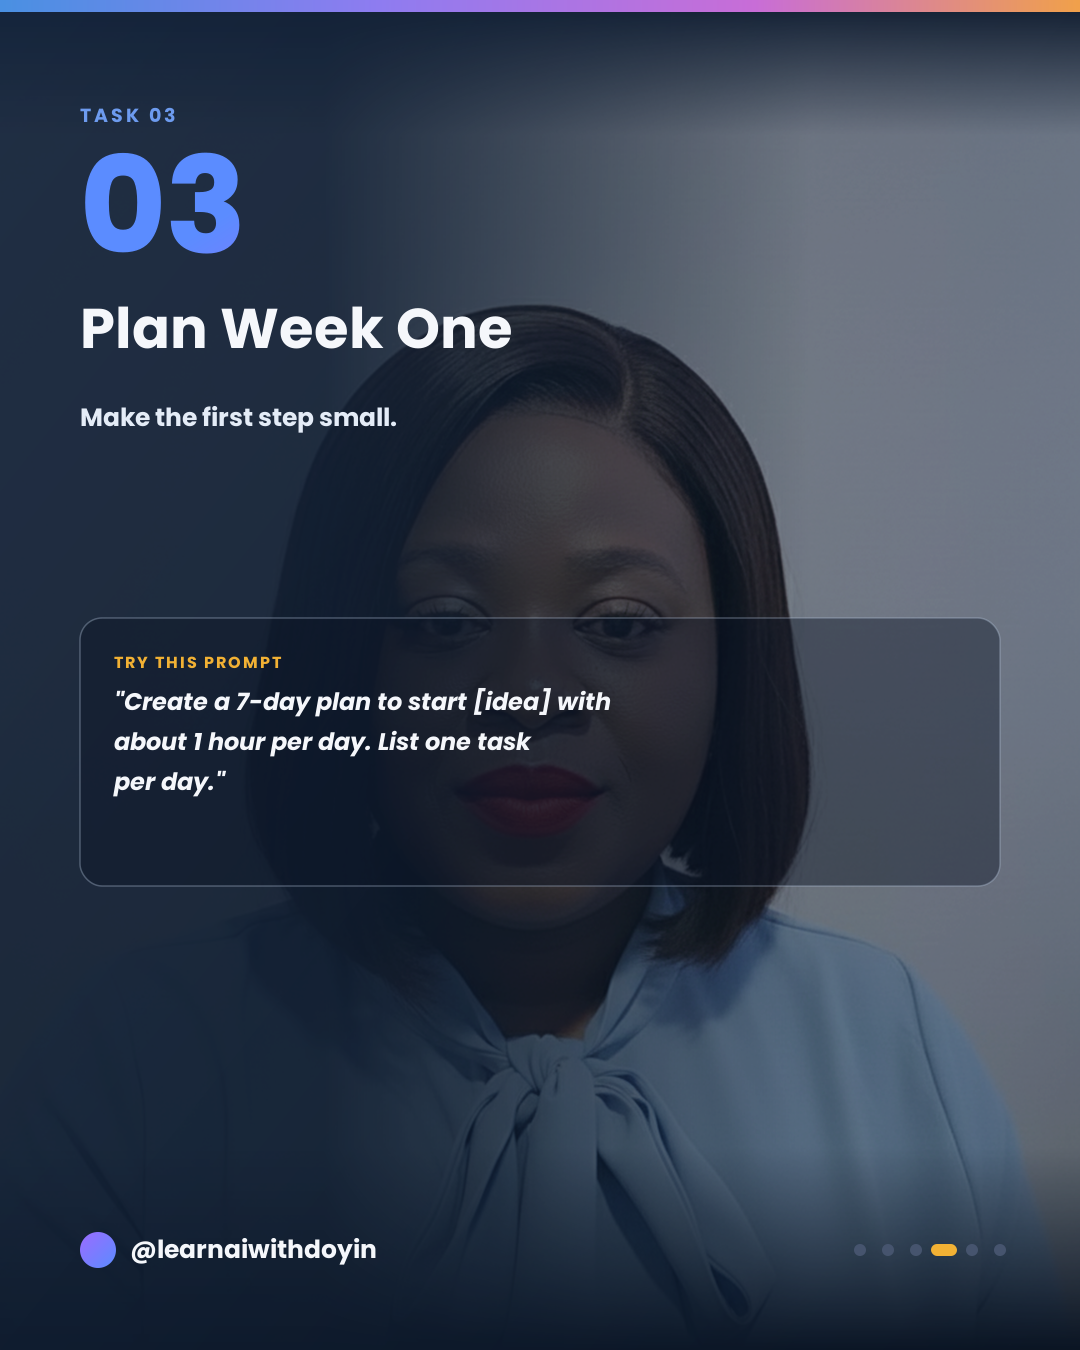 TASK 03
03
Plan Week One
Make the first step small.
TRY THIS PROMPT
"Create a 7-day plan to start [idea] with
about 1 hour per day. List one task
per day."
@learnaiwithdoyin